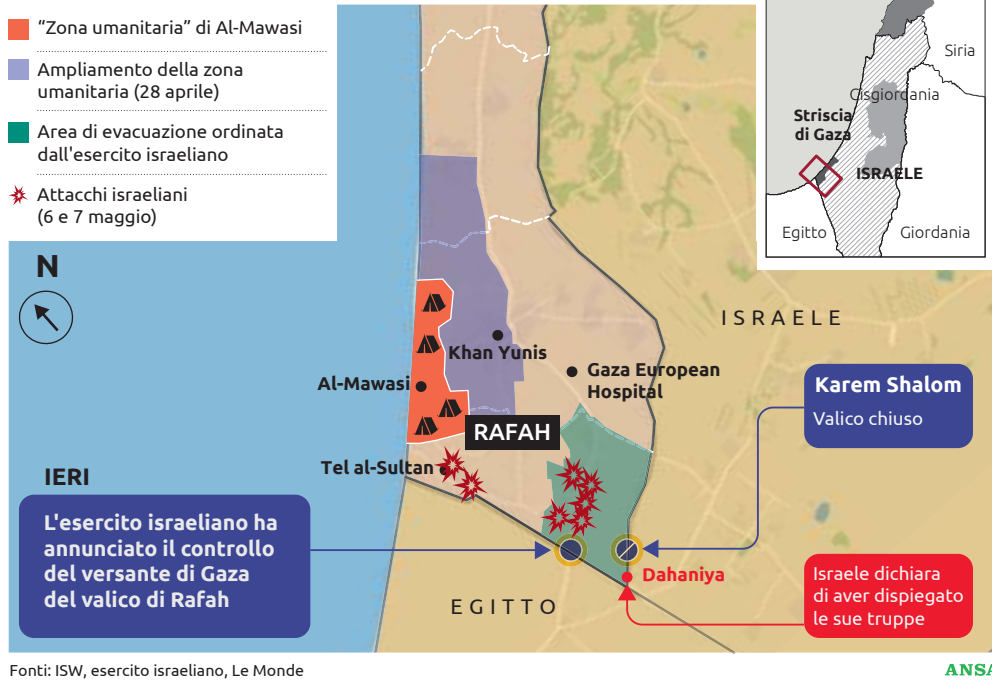 “Zona umanitaria” di Al-Mawasi
Ampliamento della zona
umanitaria (28 aprile)
Area di evacuazione ordinata
dall'esercito israeliano
Attacchi israeliani
(6 e 7 maggio)
Siria
Cisgiordania
Striscia
di Gaza
ISRAELE
Egitto
Giordania
N
ISRAELE
Khan Yunis
Gaza European
Hospital
Al-Mawasi
Karem Shalom
Valico chiuso
RAFAH
Tel al-Sultan
IERI
L'esercito israeliano ha
annunciato il controllo
del versante di Gaza
del valico di Rafah
Dahaniya
EGITTO
Israele dichiara
di aver dispiegato
le sue truppe
Fonti: ISW, esercito israeliano, Le Monde
ANSA